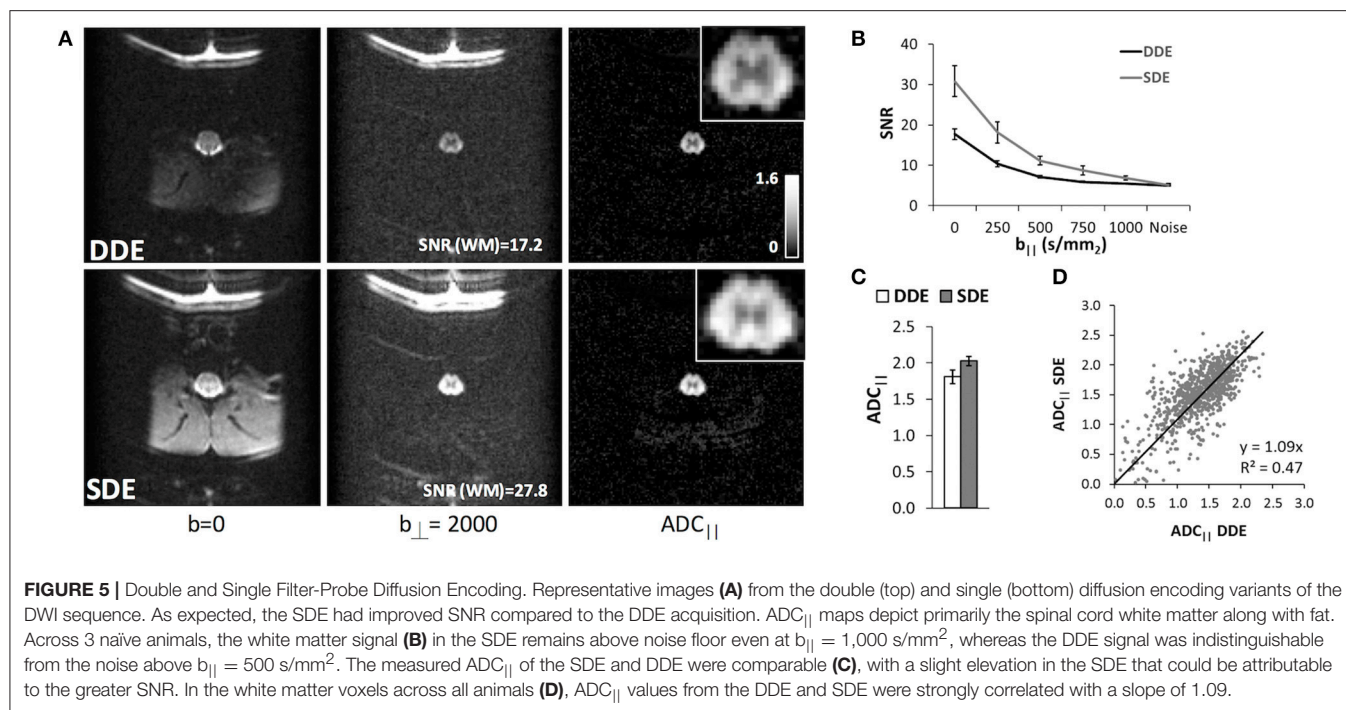 A
DDE
SNR (WM)=17.2
1.6
0
SDE
SNR (WM)=27.8
b=0
b⊥= 2000
ADC||
B
40
30
20
10
0
SNR
DDE
SDE
0 250 500 750 1000 Noise
b|| (s/mm2)
C
DDE SDE
2.5
2.0
1.5
1.0
0.5
0.0
ADC||
D
3.0
2.5
2.0
1.5
1.0
0.5
0.0
ADC|| SDE
y = 1.09x
R² = 0.47
0.0 0.5 1.0 1.5 2.0 2.5 3.0
ADC|| DDE
FIGURE 5 | Double and Single Filter-Probe Diffusion Encoding. Representative images (A) from the double (top) and single (bottom) diffusion encoding variants of the
DWI sequence. As expected, the SDE had improved SNR compared to the DDE acquisition. ADC|| maps depict primarily the spinal cord white matter along with fat.
Across 3 naïve animals, the white matter signal (B) in the SDE remains above noise floor even at b|| = 1,000 s/mm², whereas the DDE signal was indistinguishable
from the noise above b|| = 500 s/mm². The measured ADC|| of the SDE and DDE were comparable (C), with a slight elevation in the SDE that could be attributable
to the greater SNR. In the white matter voxels across all animals (D), ADC|| values from the DDE and SDE were strongly correlated with a slope of 1.09.